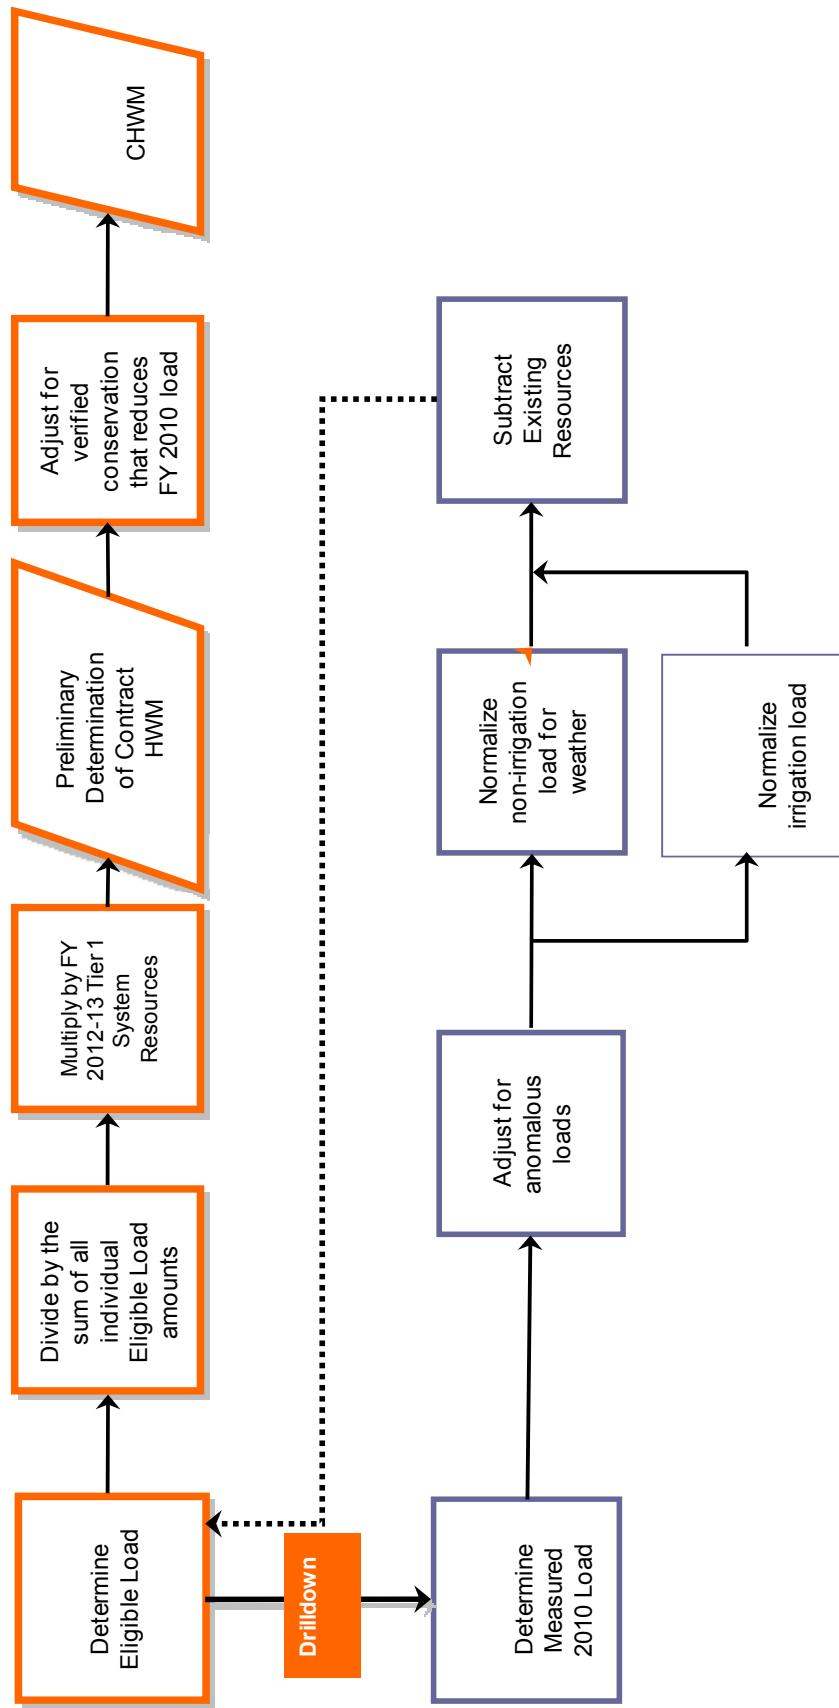 Determine
Eligible Load
Divide by the
sum of all
individual
Eligible Load
amounts
Multiply by FY
2012-13 Tier 1
System
Resources
Preliminary
Determination
of Contract
HWM
Adjust for
verified
conservation
that reduces
FY 2010 load
CHWM
Drilldown
Determine
Measured
2010 Load
Adjust for
anomalous
loads
Normalize
non-irrigation
load for
weather
Normalize
irrigation load
Subtract
Existing
Resources